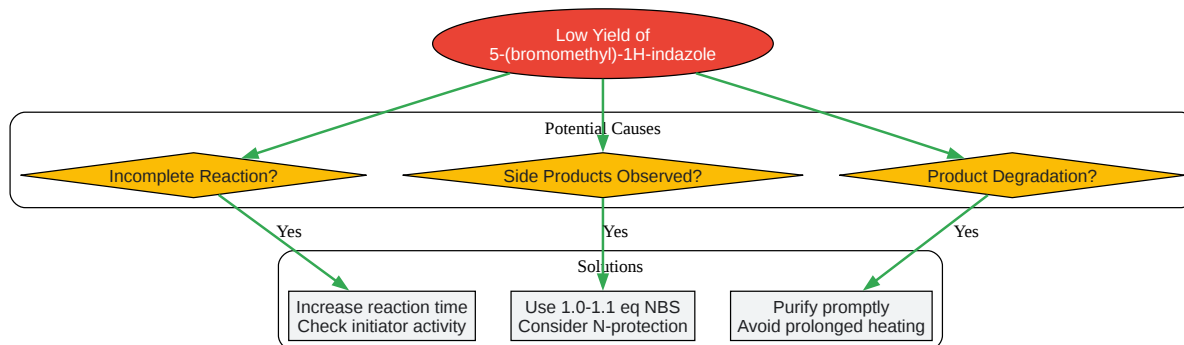 Low Yield of
5-(bromomethyl)-1H-indazole
Potential Causes
Incomplete Reaction?
Side Products Observed?
Product Degradation?
Yes
Yes
Yes
Solutions
Increase reaction time
Check initiator activity
Use 1.0-1.1 eq NBS
Consider N-protection
Purify promptly
Avoid prolonged heating